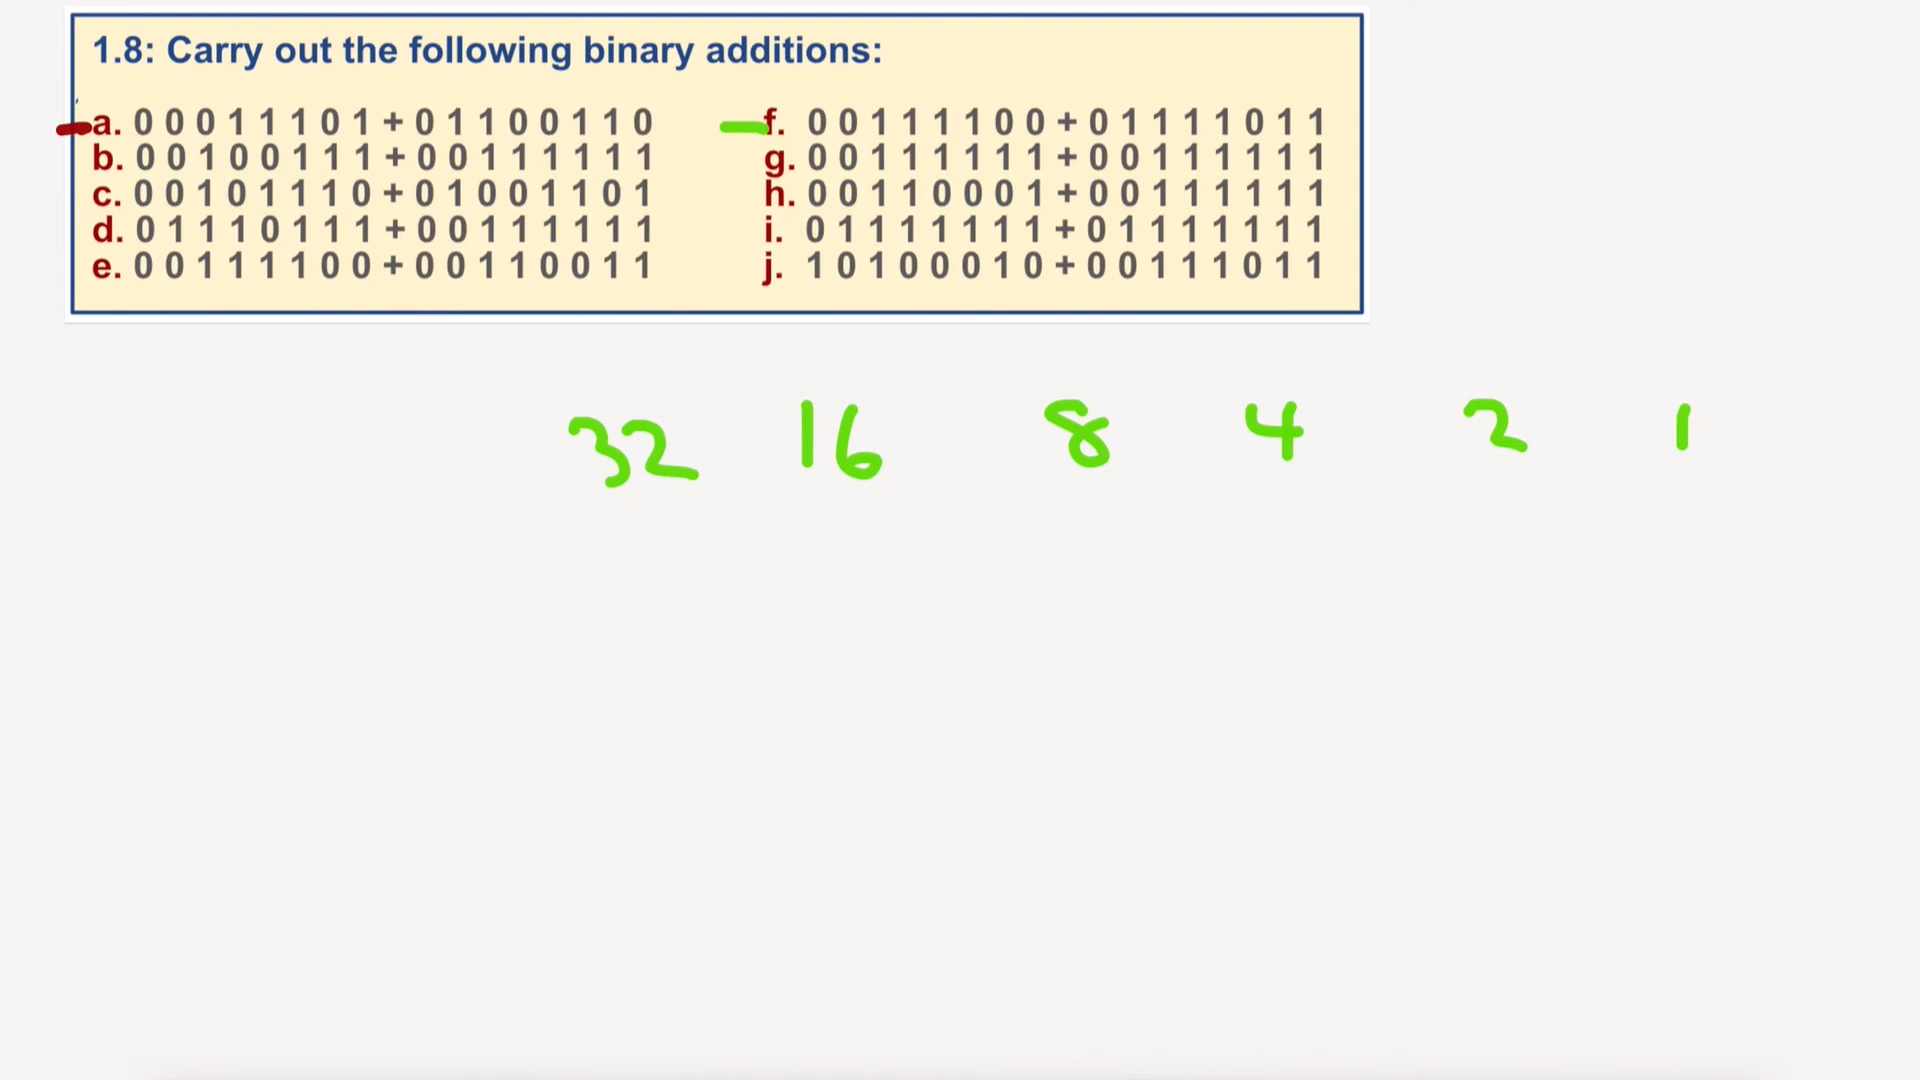 1.8: Carry out the following binary additions:
a. 0 0 0 1 1 1 0 1 + 0 1 1 0 0 1 1 0
b. 0 0 1 0 0 1 1 1 + 0 0 1 1 1 1 1 1
c. 0 0 1 0 1 1 1 0 + 0 1 0 0 1 1 0 1
d. 0 1 1 1 0 1 1 1 + 0 0 1 1 1 1 1 1
e. 0 0 1 1 1 1 0 0 + 0 0 1 1 0 0 1 1
f. 0 0 1 1 1 1 0 0 + 0 1 1 1 1 0 1 1
g. 0 0 1 1 1 1 1 1 + 0 0 1 1 1 1 1 1
h. 0 0 1 1 0 0 0 1 + 0 0 1 1 1 1 1 1
i. 0 1 1 1 1 1 1 1 + 0 1 1 1 1 1 1 1
j. 1 0 1 0 0 0 1 0 + 0 0 1 1 1 0 1 1
32 16 8 4 2 1